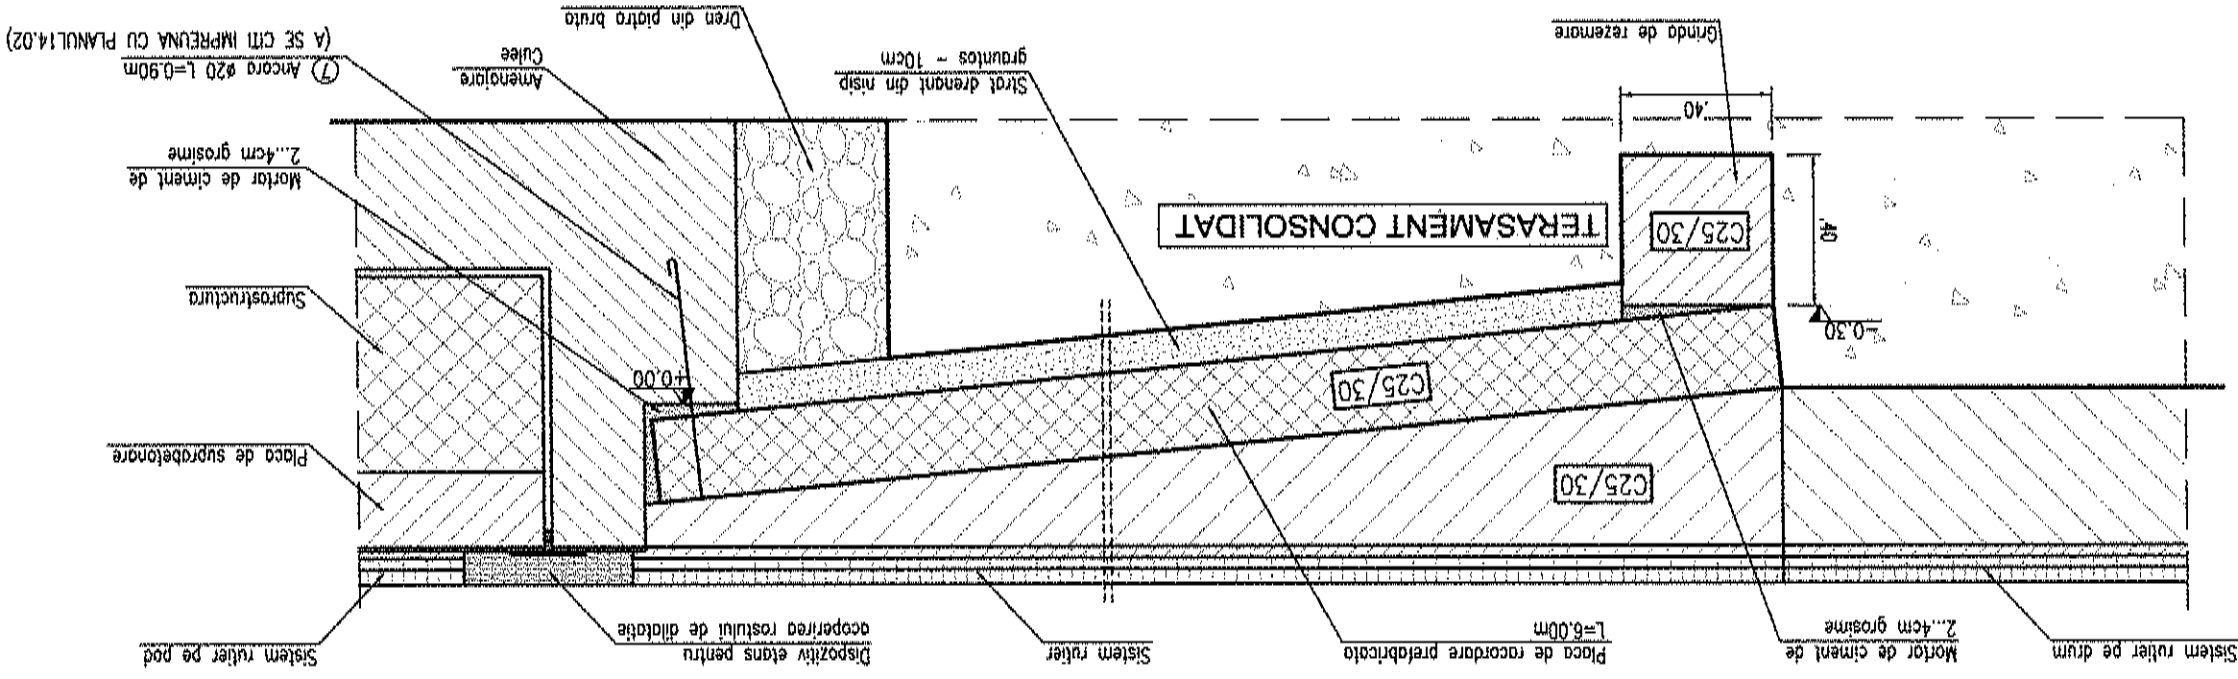 Sistem rutier pe drum
Mortar de ciment de
2...4cm grosime
Placa de racordare prefabricata
L=6.00m
Sistem rutier
Dispozitiv etans pentru
acoperirea rostului de dilatatie
Sistem rutier pe pod
C25/30
Placa de suprabetonare
C25/30
±0.00
-0.30
Suprastructura
.40
C25/30
TERASAMENT CONSOLIDAT
Mortar de ciment de
2...4cm grosime
.40
Grinda de rezemare
Strat drenant din nisip
grauntos - 10cm
Dren din piatra bruta
Amenajare
Culee
7 Ancora ø20 L=0.90m
(A SE CITI IMPREUNA CU PLANUL14.02)